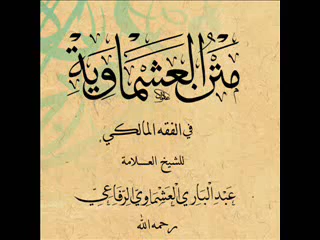 متن العشماوية
في الفقه المالكي
للشيخ العلامة
عبد الباري العشماوي الرفاعي
رحمه الله